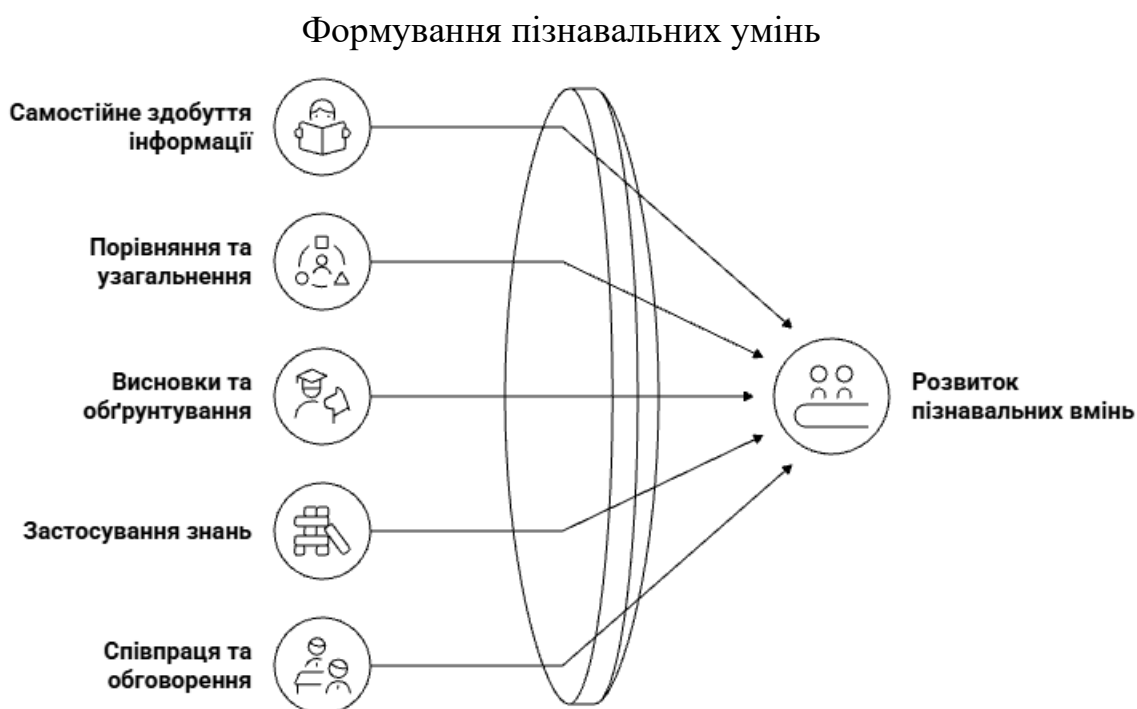 Формування пізнавальних умінь
Самостійне здобуття
інформації
Порівняння та
узагальнення
Висновки та
обґрунтування
Застосування знань
Співпраця та
обговорення
Розвиток
пізнавальних вмінь